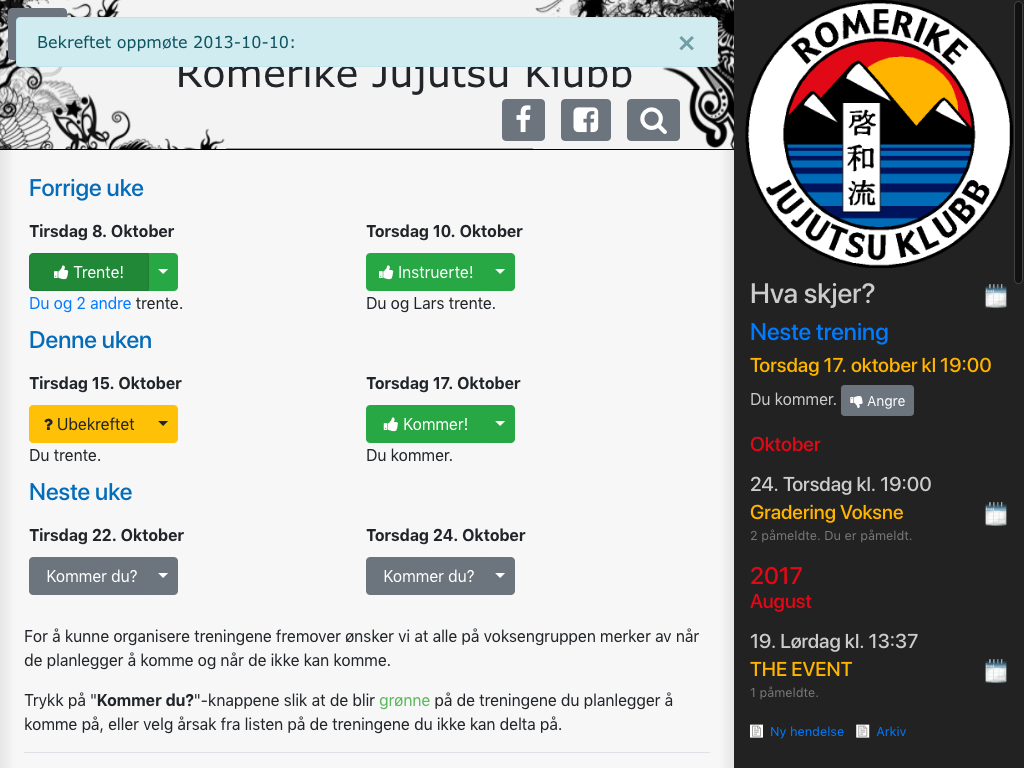 Bekreftet oppmøte 2013-10-10:
×
Romerike Jujutsu Klubb
Forrige uke
Tirsdag 8. Oktober
Torsdag 10. Oktober
Trente!
Instruerte!
Du og 2 andre trente.
Du og Lars trente.
Denne uken
Tirsdag 15. Oktober
Torsdag 17. Oktober
? Ubekreftet
Kommer!
Du trente.
Du kommer.
Neste uke
Tirsdag 22. Oktober
Torsdag 24. Oktober
Kommer du?
Kommer du?
For å kunne organisere treningene fremover ønsker vi at alle på voksengruppen merker av når
de planlegger å komme og når de ikke kan komme.
Trykk på "Kommer du?"-knappene slik at de blir grønne på de treningene du planlegger å
komme på, eller velg årsak fra listen på de treningene du ikke kan delta på.
ROMERIKE
啓和流
JUJUTSU KLUBB
Hva skjer?
Neste trening
Torsdag 17. oktober kl 19:00
Du kommer. Angre
Oktober
24. Torsdag kl. 19:00
Gradering Voksne
2 påmeldte. Du er påmeldt.
2017
August
19. Lørdag kl. 13:37
THE EVENT
1 påmeldte.
Ny hendelse Arkiv